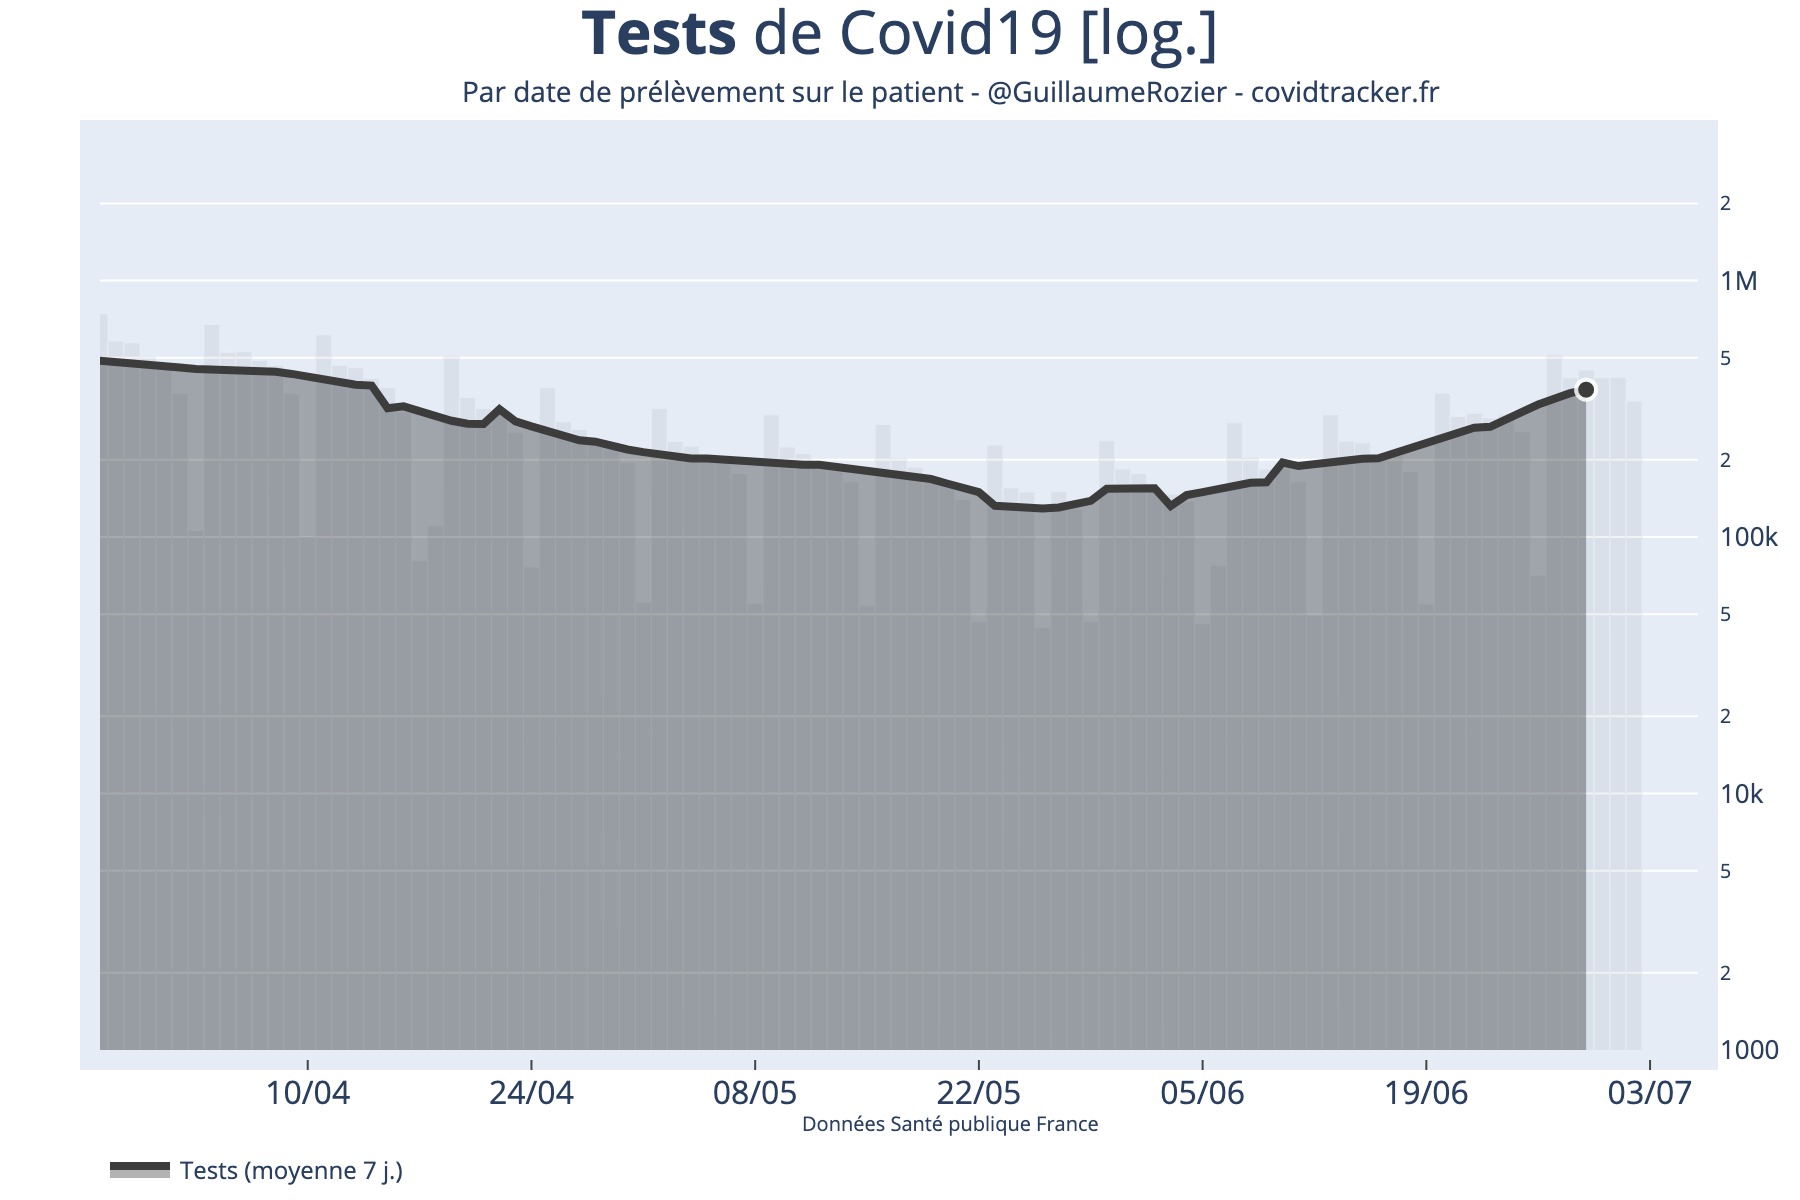 Tests de Covid19 [log.]
Par date de prélèvement sur le patient - @GuillaumeRozier - covidtracker.fr
2
1M
5
2
100k
5
2
10k
5
2
1000
10/04 24/04 08/05 22/05 05/06 19/06 03/07
Données Santé publique France
Tests (moyenne 7 j.)